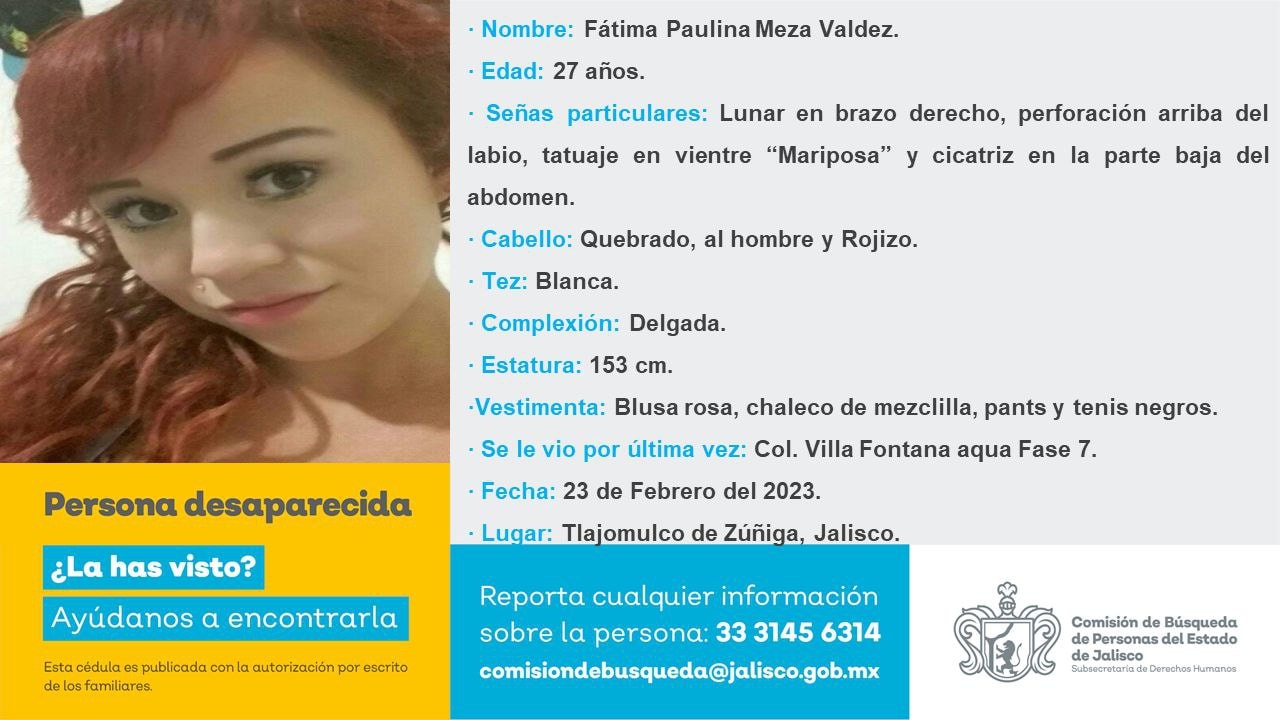 · Nombre: Fátima Paulina Meza Valdez.
· Edad: 27 años.
· Señas particulares: Lunar en brazo derecho, perforación arriba del
labio, tatuaje en vientre “Mariposa” y cicatriz en la parte baja del
abdomen.
· Cabello: Quebrado, al hombre y Rojizo.
· Tez: Blanca.
· Complexión: Delgada.
· Estatura: 153 cm.
·Vestimenta: Blusa rosa, chaleco de mezclilla, pants y tenis negros.
· Se le vio por última vez: Col. Villa Fontana aqua Fase 7.
· Fecha: 23 de Febrero del 2023.
· Lugar: Tlajomulco de Zúñiga, Jalisco.
Persona desaparecida
¿La has visto?
Ayúdanos a encontrarla
Esta cédula es publicada con la autorización por escrito
de los familiares.
Reporta cualquier información
sobre la persona: 33 3145 6314
comisiondebusqueda@jalisco.gob.mx
Comisión de Búsqueda
de Personas del Estado
de Jalisco
Subsecretaría de Derechos Humanos